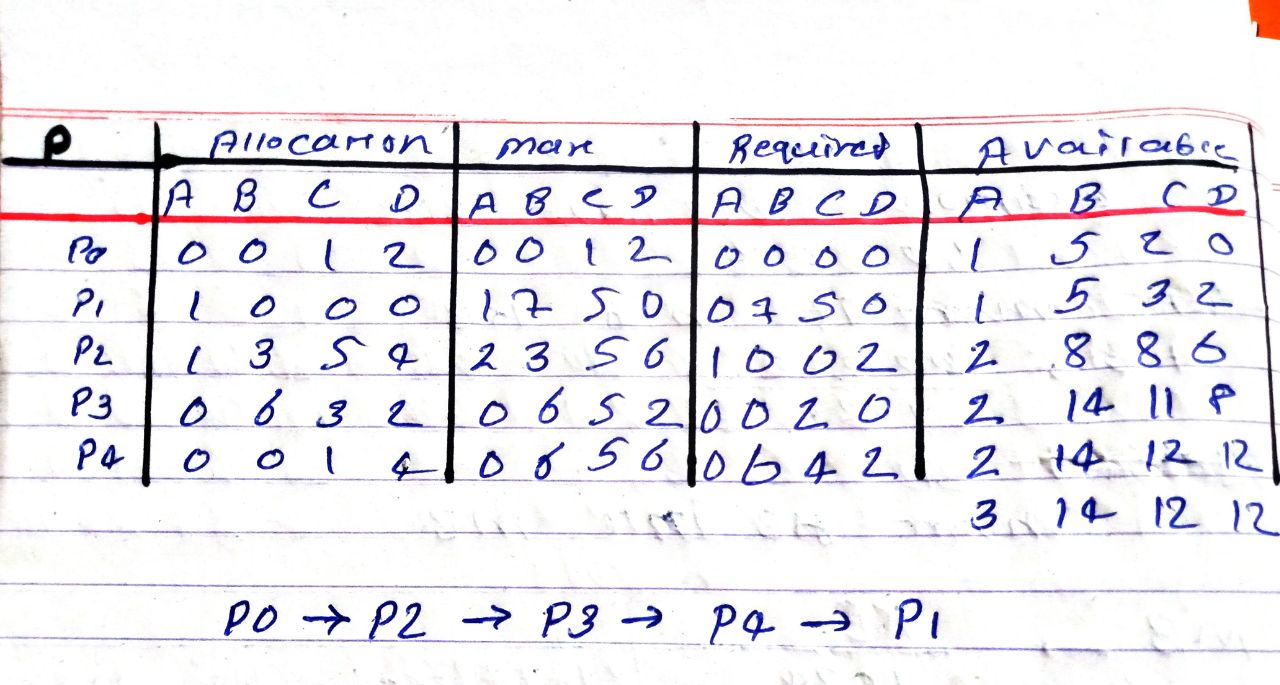 P Allocation Max Required Available
A B C D A B C D A B C D A B C D
P0 0 0 1 2 0 0 1 2 0 0 0 0 1 5 2 0
P1 1 0 0 0 1 7 5 0 0 7 5 0 1 5 3 2
P2 1 3 5 4 2 3 5 6 1 0 0 2 2 8 8 6
P3 0 6 3 2 0 6 5 2 0 0 2 0 2 14 11 8
P4 0 0 1 4 0 6 5 6 0 6 4 2 2 14 12 12
3 14 12 12
P0 → P2 → P3 → P4 → P1